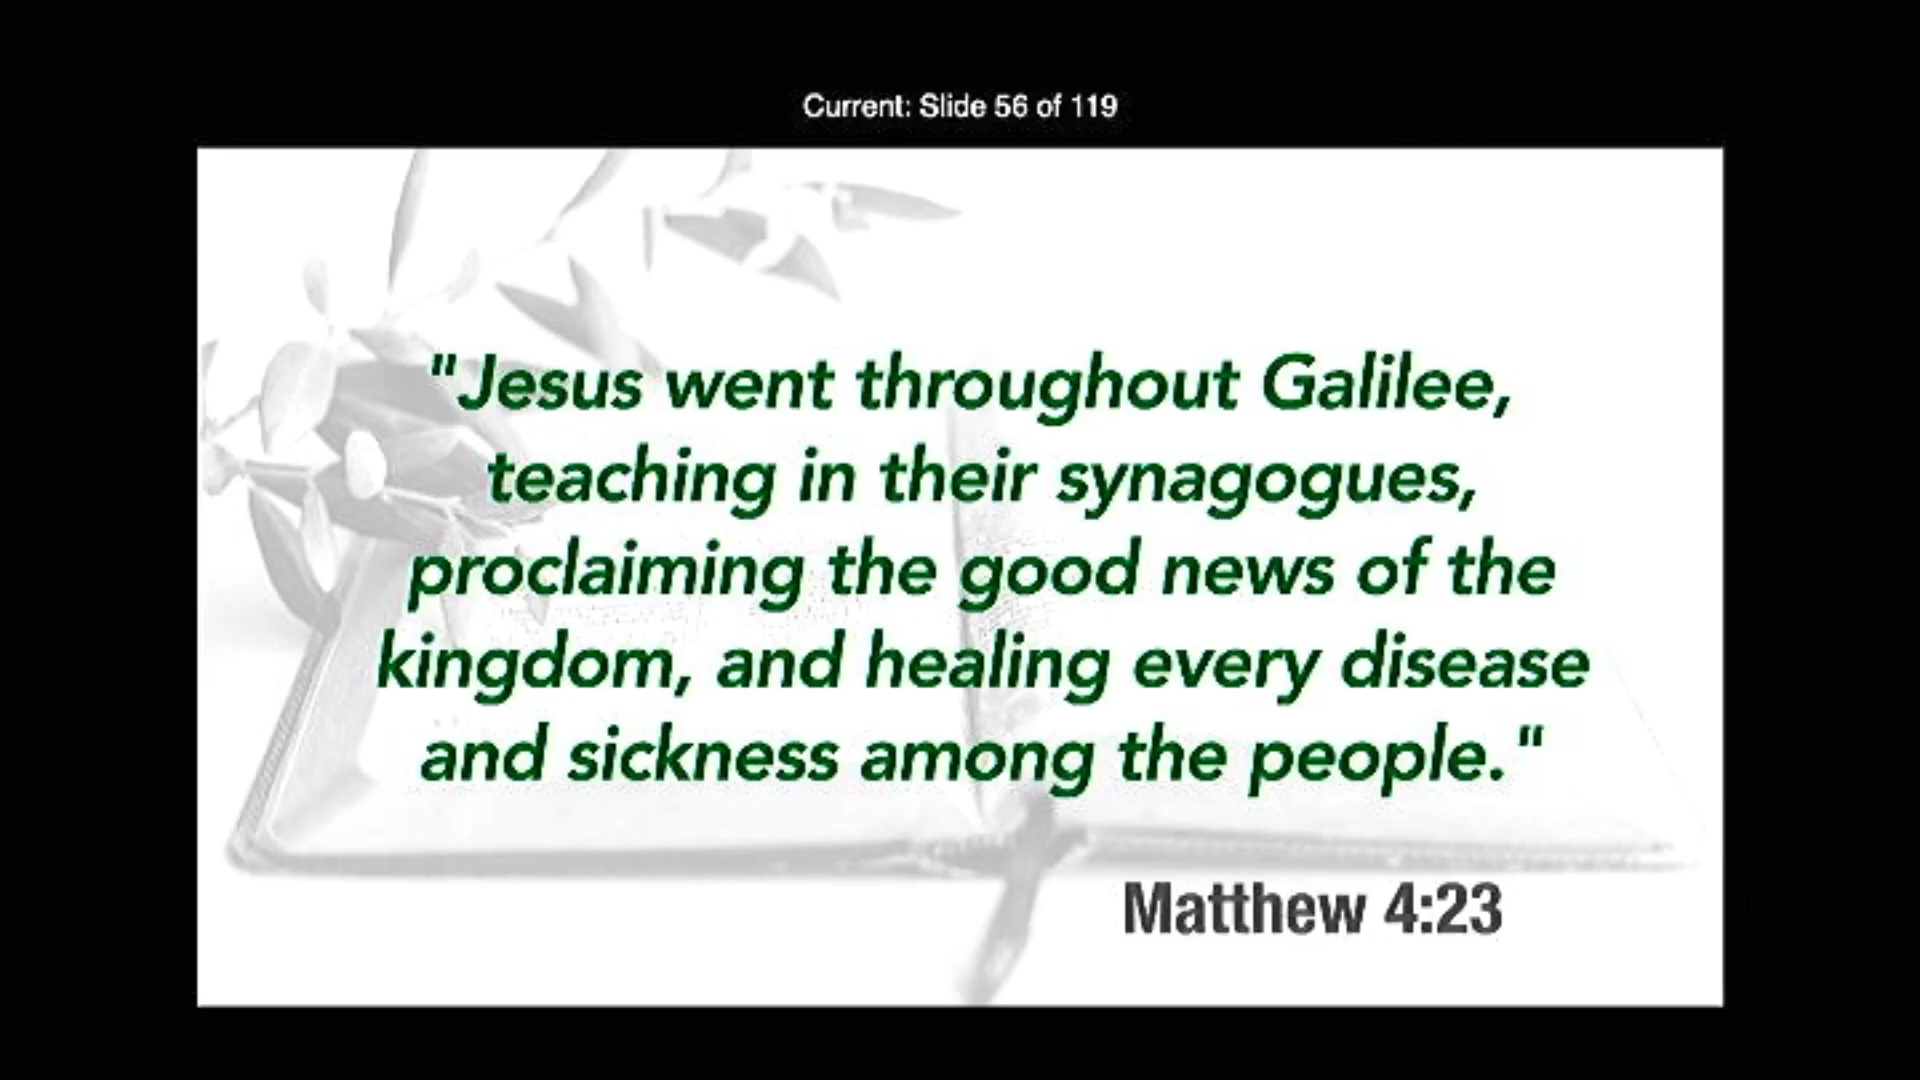 Current: Slide 56 of 119
"Jesus went throughout Galilee,
teaching in their synagogues,
proclaiming the good news of the
kingdom, and healing every disease
and sickness among the people."
Matthew 4:23